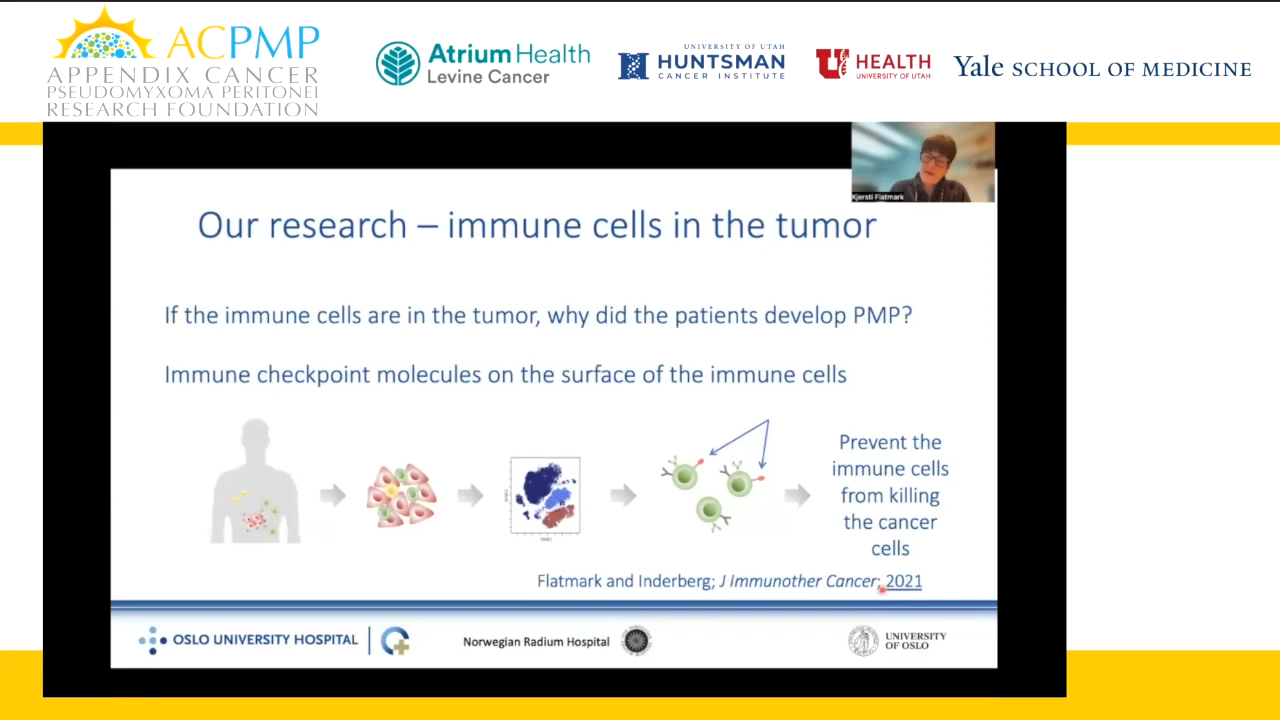 ACPMP
APPENDIX CANCER
PSEUDOMYXOMA PERITONEI
RESEARCH FOUNDATION
Atrium Health
Levine Cancer
UNIVERSITY OF UTAH
HUNTSMAN
CANCER INSTITUTE
U
HEALTH
UNIVERSITY OF UTAH
Yale SCHOOL OF MEDICINE
Kjersti Flatmark
Our research – immune cells in the tumor
If the immune cells are in the tumor, why did the patients develop PMP?
Immune checkpoint molecules on the surface of the immune cells
Prevent the
immune cells
from killing
the cancer
cells
Flatmark and Inderberg; J Immunother Cancer; 2021
OSLO UNIVERSITY HOSPITAL
Norwegian Radium Hospital
UNIVERSITY
OF OSLO